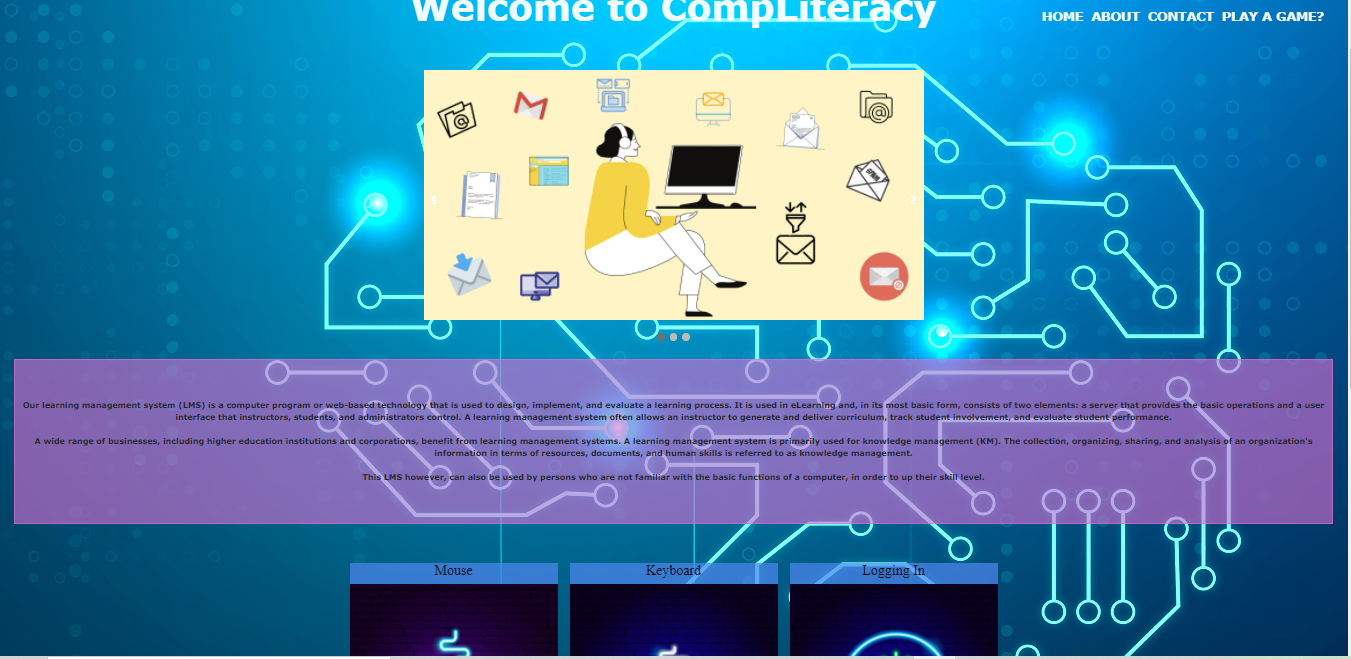 Welcome to CompLiteracy
HOME ABOUT CONTACT PLAY A GAME?
Our learning management system (LMS) is a computer program or web-based technology that is used to design, implement, and evaluate a learning process. It is used in eLearning and, in its most basic form, consists of two elements: a server that provides the basic operations and a user
interface that instructors, students, and administrators control. A learning management system often allows an instructor to generate and deliver curriculum, track student involvement, and evaluate student performance.
A wide range of businesses, including higher education institutions and corporations, benefit from learning management systems. A learning management system is primarily used for knowledge management (KM). The collection, organizing, sharing, and analysis of an organization's
information in terms of resources, documents, and human skills is referred to as knowledge management.
This LMS however, can also be used by persons who are not familiar with the basic functions of a computer, in order to up their skill level.
Mouse
Keyboard
Logging In